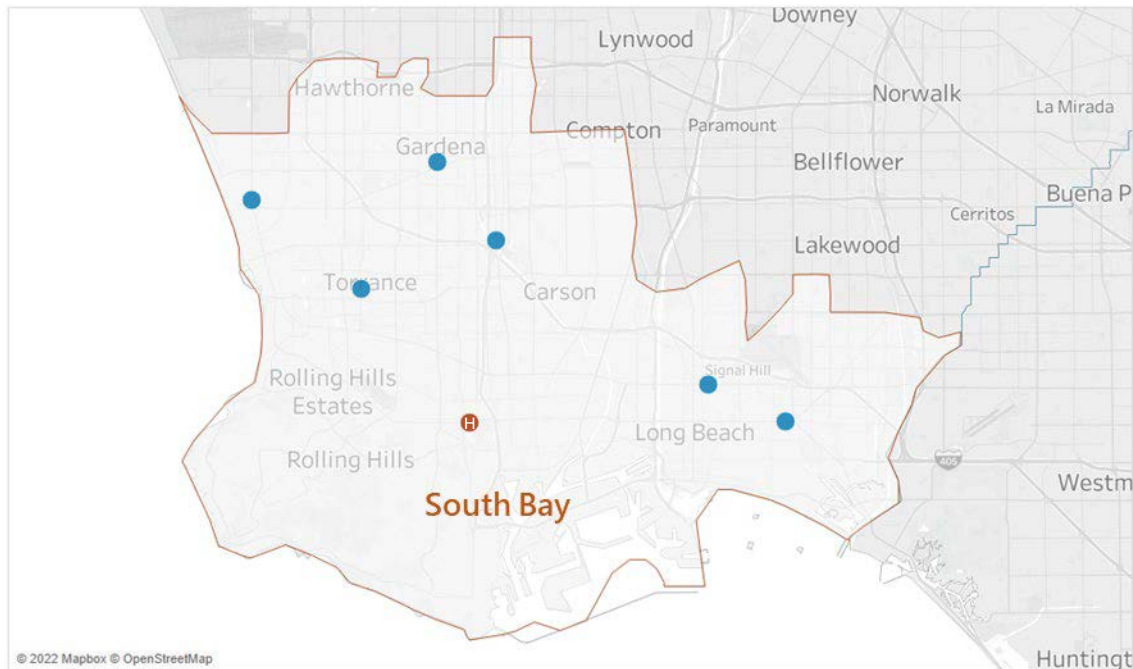 Downey
Lynwood
Hawthorne
Norwalk
La Mirada
Compton
Paramount
Gardena
Bellflower
Buena P
Cerritos
Lakewood
Torrance
Carson
Rolling Hills
Estates
Signal Hill
H
Long Beach
Rolling Hills
405
Westm
South Bay
© 2022 Mapbox © OpenStreetMap
Huntingt